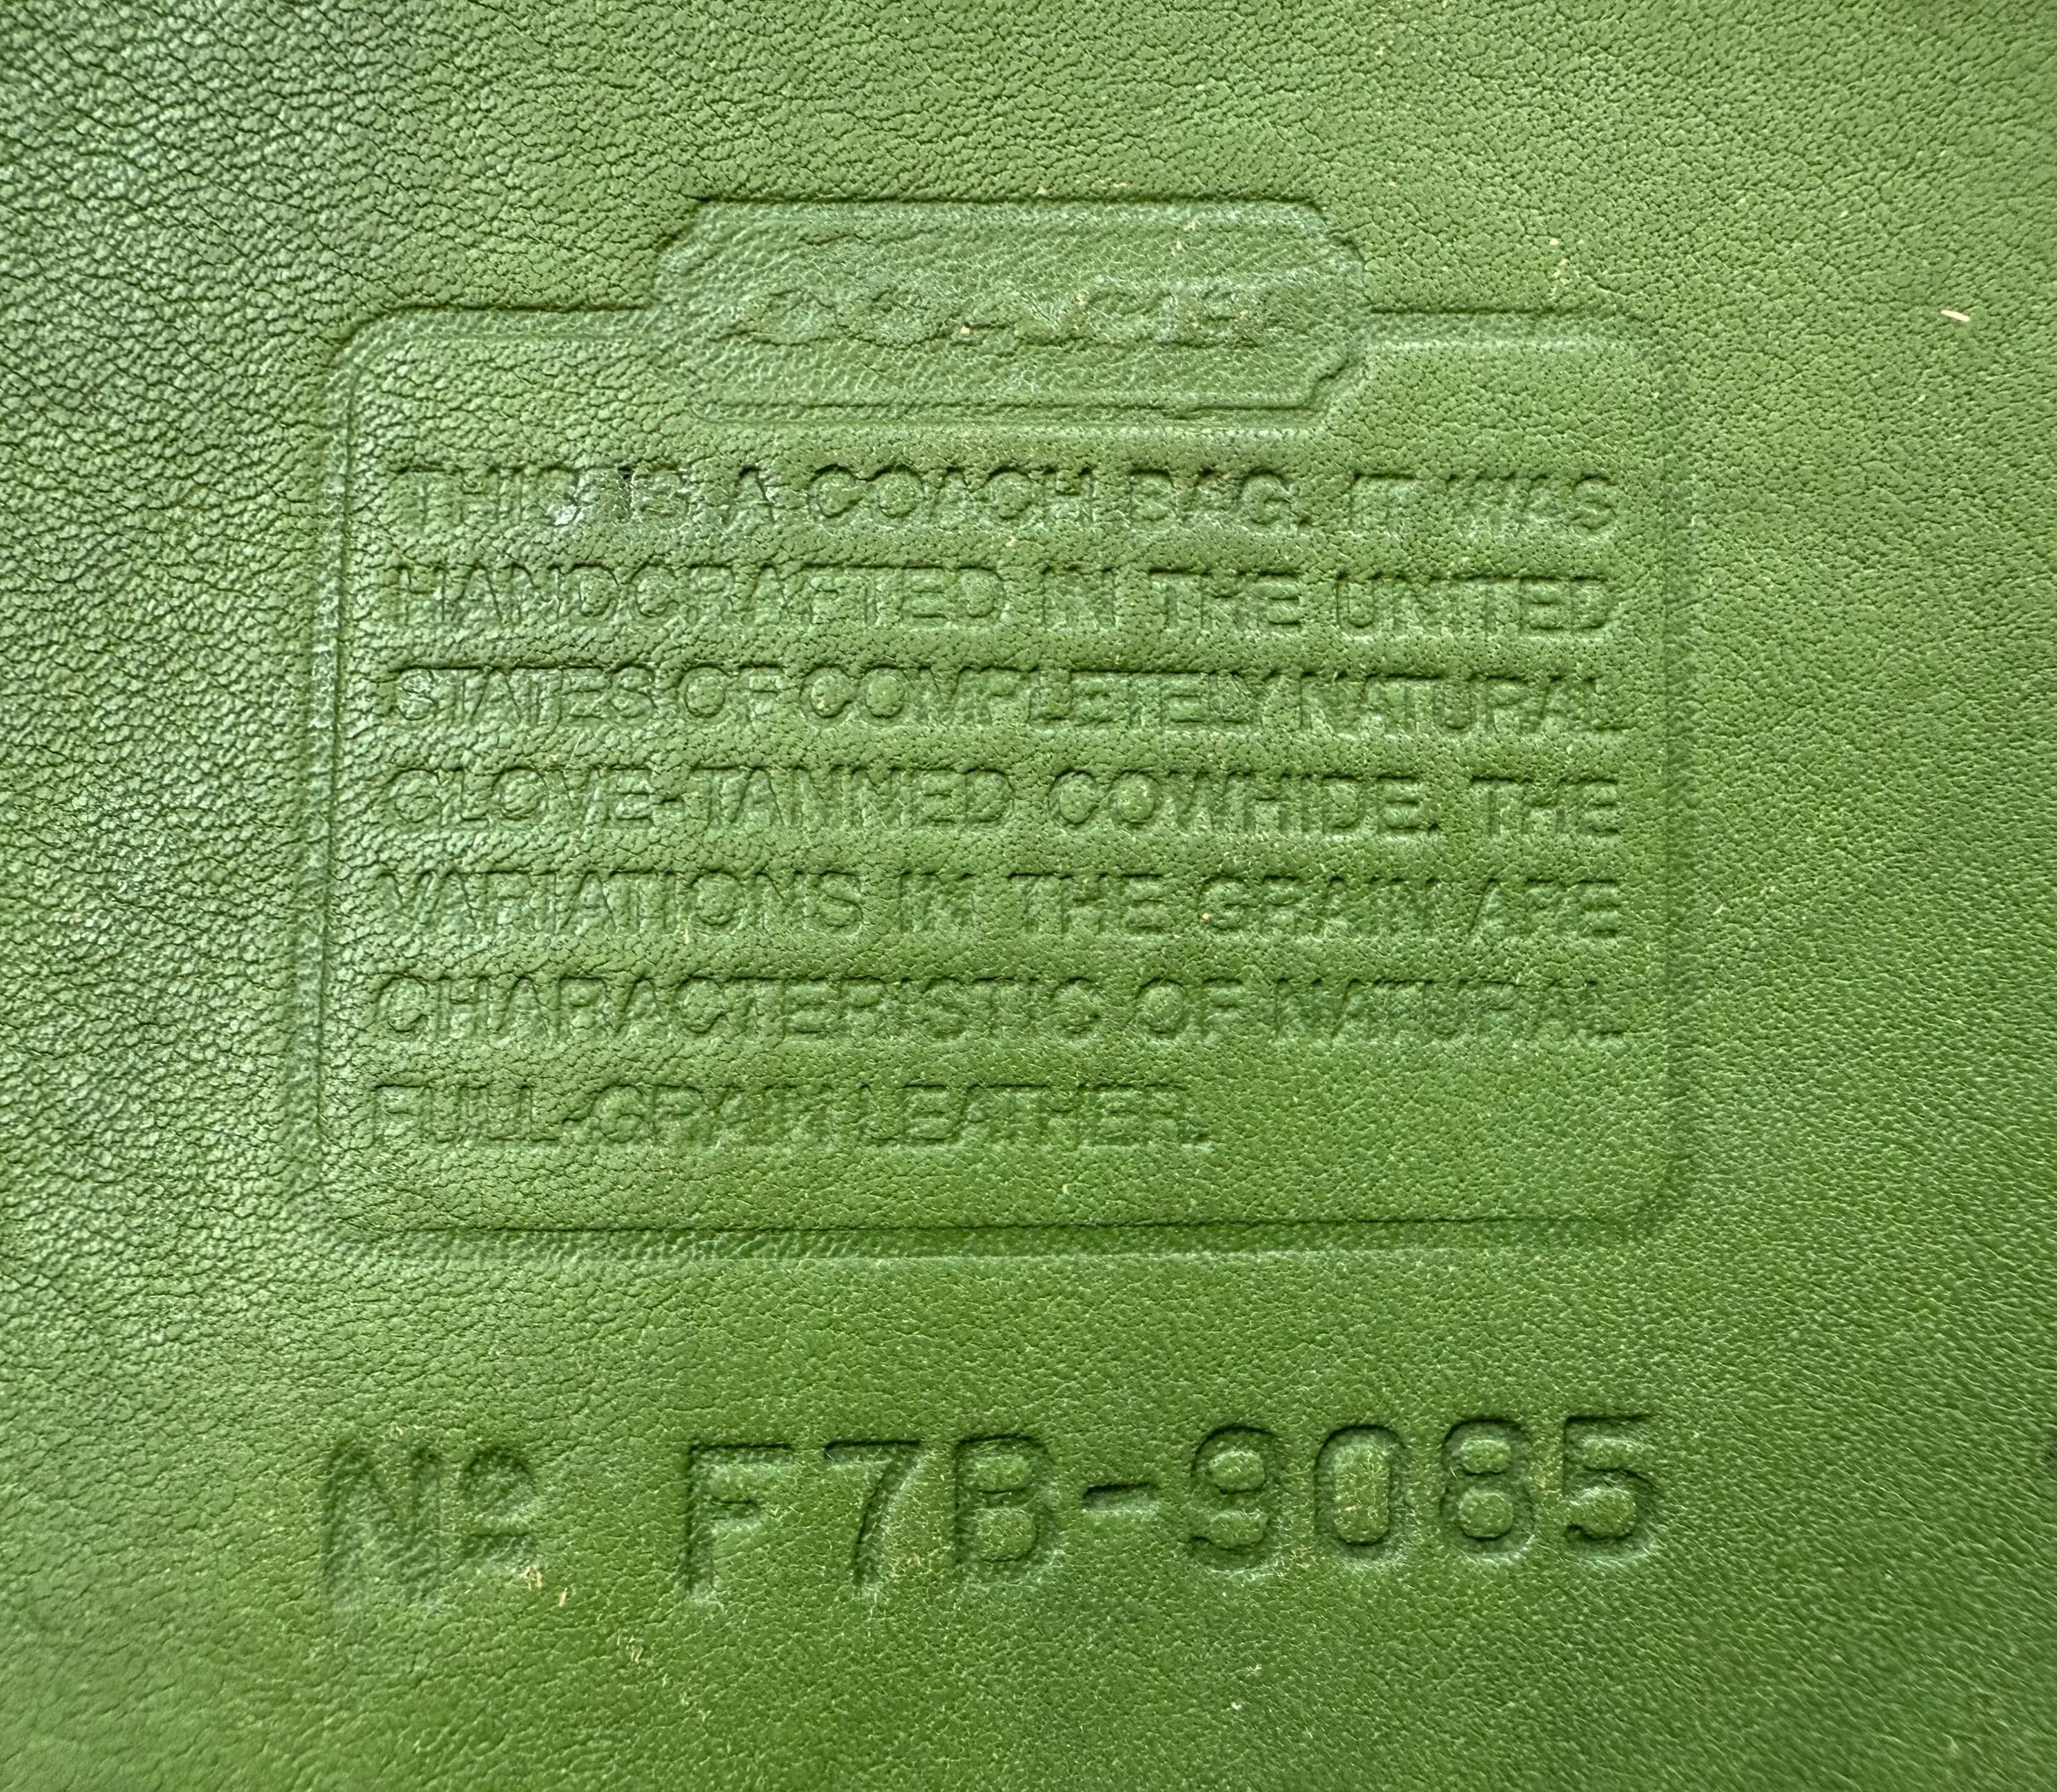 COACH
THIS IS A COACH BAG. IT WAS
HANDCRAFTED IN THE UNITED
STATES OF COMPLETELY NATURAL
GLOVE-TANNED COWHIDE. THE
VARIATIONS IN THE GRAIN ARE
CHARACTERISTIC OF NATURAL
FULL-GRAIN LEATHER.
Nº F7B-9085